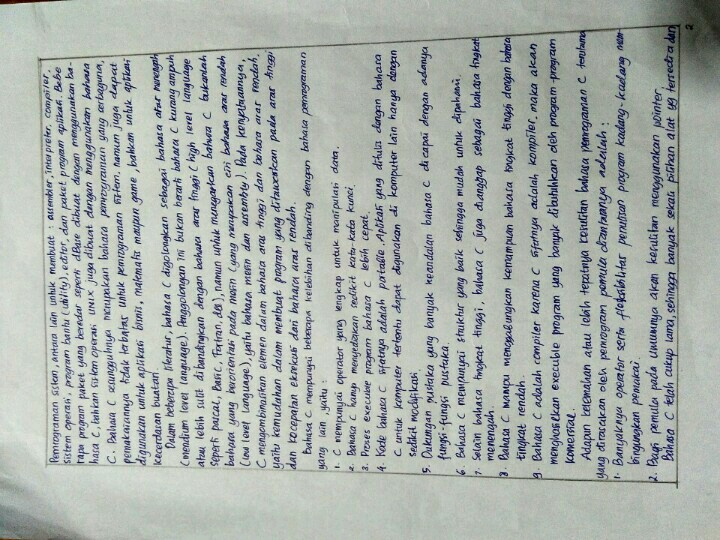 Pemrograman sistem, antara lain untuk membuat : assembler, interpreter, compiler,
sistem operasi, program bantu (utility), editor, dan paket program aplikasi. Bebe
rapa program paket yang beredar seperti dBase dibuat dengan menggunakan ba-
hasa C, bahkan sistem operasi Unix juga dibuat dengan menggunakan bahasa
C. Bahasa C sesungguhnya merupakan bahasa pemrograman yang serbaguna,
pemakaiannya tidak terbatas untuk pemrograman sistem, namun juga dapat
digunakan untuk aplikasi bisnis, matematis maupun game, bahkan untuk aplikasi
kecerdasan buatan.
Dalam beberapa literatur, bahasa C digolongkan sebagai bahasa aras menengah
(medium level language). Penggolongan ini bukan berarti bahasa C kurang ampuh
atau lebih sulit dibandingkan dengan bahasa aras tinggi (high level language
seperti pascal, Basic, Fortran, dll), namun untuk menegaskan bahwa C bukanlah
bahasa yang berorientasi pada mesin (yang merupakan ciri bahasa aras rendah
(low level language), yaitu bahasa mesin dan assembly). Pada kenyataannya,
C mengombinasikan elemen dalam bahasa aras tinggi dan bahasa aras rendah,
yaitu kemudahan dalam membuat program yang ditawarkan pada aras tinggi
dan kecepatan eksekusi dari bahasa aras rendah.
Bahasa C mempunyai beberapa kelebihan dibanding dengan bahasa pemrograman
yang lain, yaitu :
1. C mempunyai operator yang lengkap untuk manipulasi data.
2. Bahasa C hanya menyediakan sedikit kata-kata kunci.
3. Proses executable program bahasa C lebih cepat.
4. Kode bahasa C sifatnya adalah portable. Aplikasi yang ditulis dengan bahasa
C untuk komputer tertentu dapat digunakan di komputer lain hanya dengan
sedikit modifikasi.
5. Dukungan pustaka yang banyak keandalan bahasa C dicapai dengan adanya
fungsi-fungsi pustaka.
6. Bahasa C mempunyai struktur yang baik sehingga mudah untuk dipahami.
7. Selain bahasa tingkat tinggi, bahasa C juga dianggap sebagai bahasa tingkat
menengah.
8. Bahasa C mampu menggabungkan kemampuan bahasa tingkat tinggi dengan bahasa
tingkat rendah.
9. Bahasa C adalah compiler karena C sifatnya adalah kompiler, maka akan
menghasilkan executable program yang banyak dibutuhkan oleh program-program
komersial.
Adapun kelemahan atau lebih tepatnya kesulitan bahasa pemrograman C terutama
yang dirasakan oleh pemrogram pemula diantaranya adalah :
1. Banyaknya operator serta fleksibilitas penulisan program kadang-kadang mem-
bingungkan pemakai.
2. Bagi pemula pada umumnya akan kesulitan menggunakan pointer.
Bahasa C telah cukup lama, sehingga banyak sekali pilihan alat yg tersedia dan
2